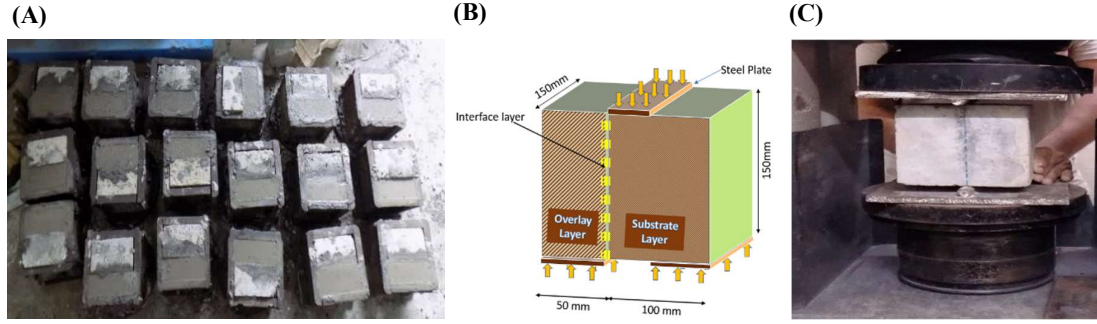 (A)
(B)
(C)
Steel Plate
150mm
Interface layer
150mm
Overlay
Layer
Substrate
Layer
50 mm
100 mm